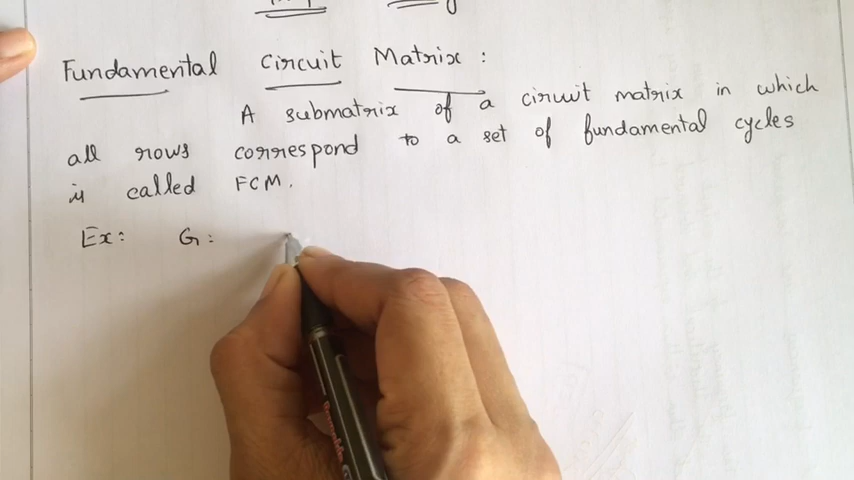 Fundamental Circuit Matrix :
A submatrix of a circuit matrix in which
all rows correspond to a set of fundamental cycles
is called FCM.
Ex: G: